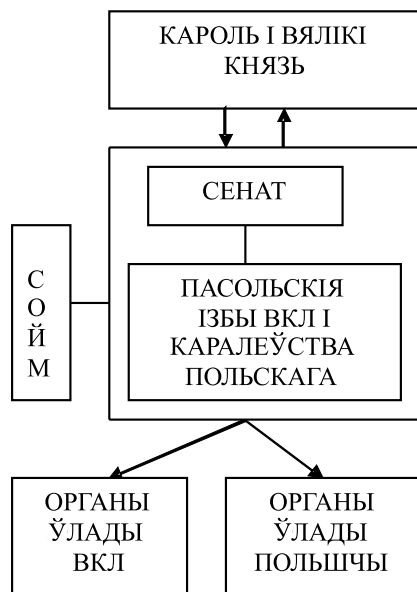 КАРОЛЬ І ВЯЛІКІ
КНЯЗЬ
СЕНАТ
С
О
Й
М
ПАСОЛЬСКІЯ
ІЗБЫ ВКЛ І
КАРАЛЕЎСТВА
ПОЛЬСКАГА
ОРГАНЫ
ЎЛАДЫ
ВКЛ
ОРГАНЫ
ЎЛАДЫ
ПОЛЬШЧЫ